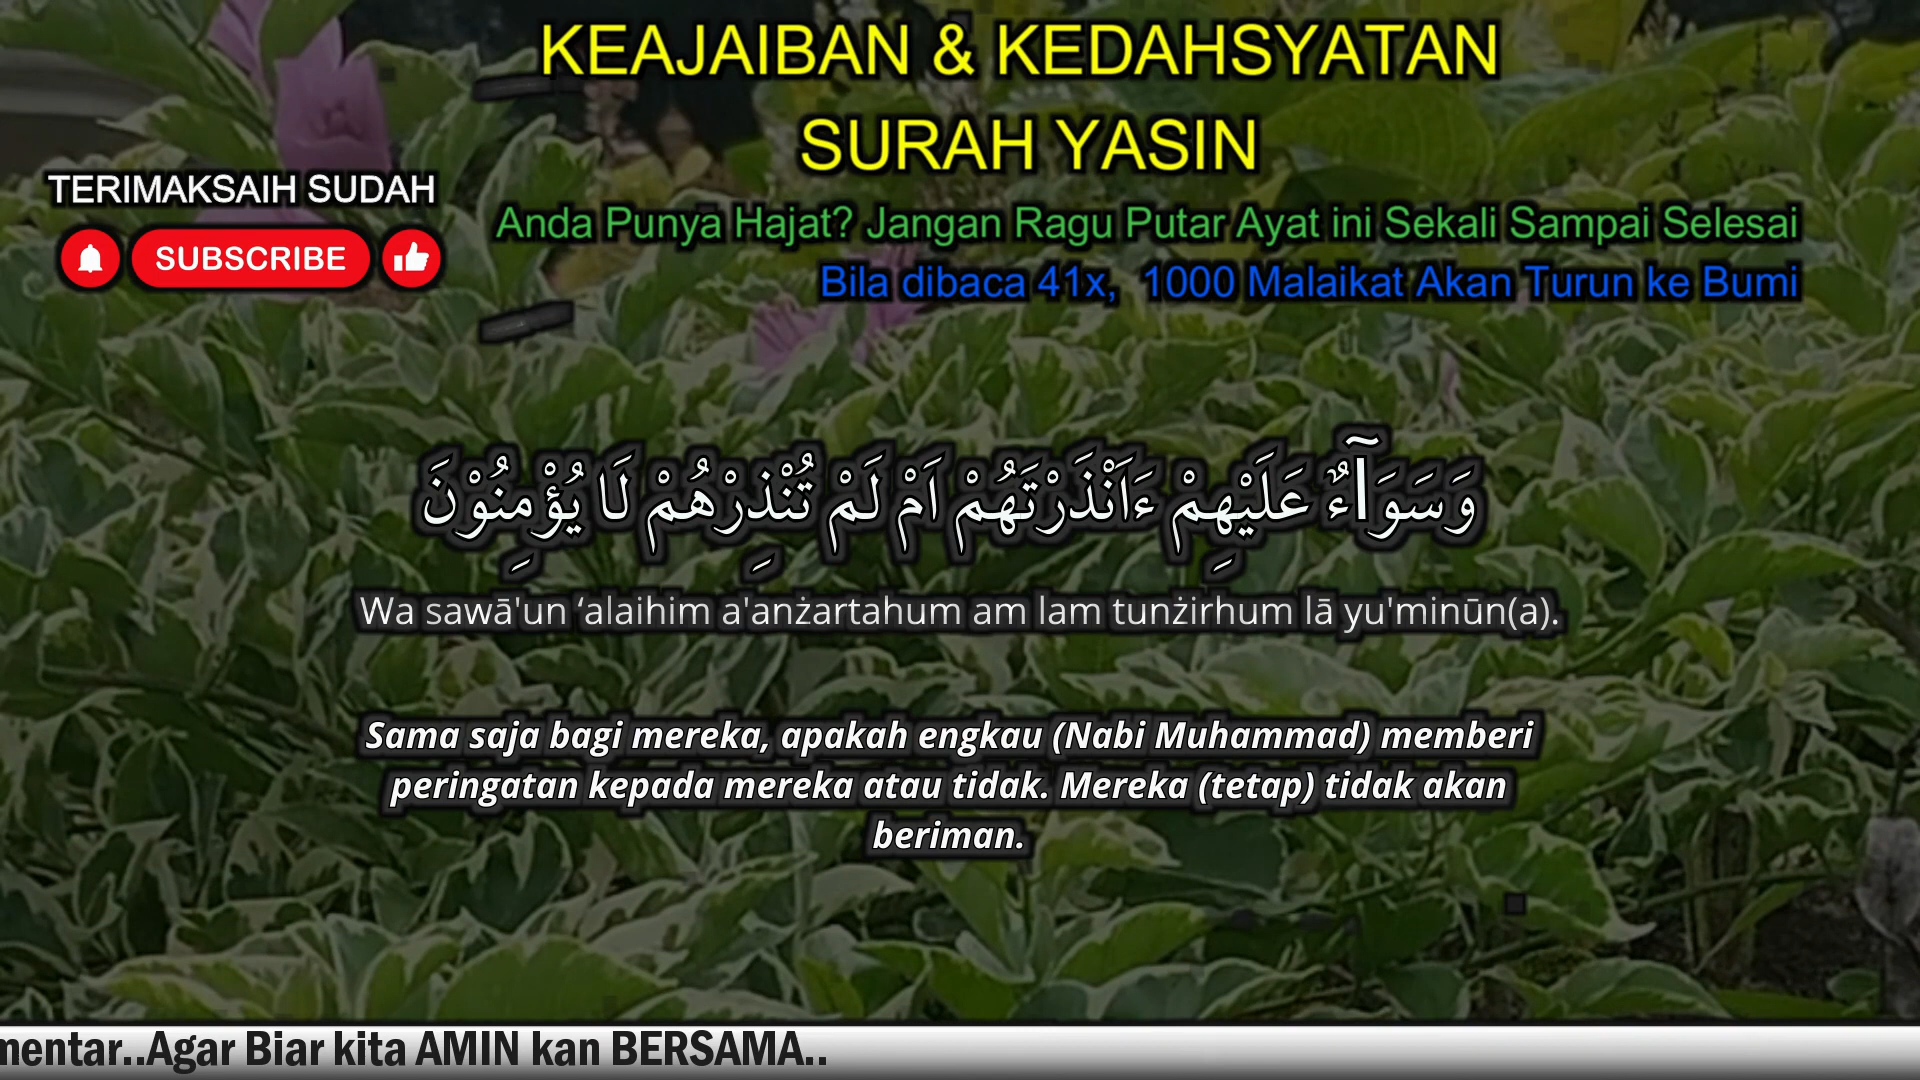 KEAJAIBAN & KEDAHSYATAN
SURAH YASIN
TERIMAKSAIH SUDAH
SUBSCRIBE
Anda Punya Hajat? Jangan Ragu Putar Ayat ini Sekali Sampai Selesai
Bila dibaca 41x, 1000 Malaikat Akan Turun ke Bumi
وَسَوَاۤءٌ عَلَيْهِمْ ءَاَنْذَرْتَهُمْ اَمْ لَمْ تُنْذِرْهُمْ لَا يُؤْمِنُوْنَ
Wa sawā'un ‘alaihim a'anżartahum am lam tunżirhum lā yu'minūn(a).
Sama saja bagi mereka, apakah engkau (Nabi Muhammad) memberi
peringatan kepada mereka atau tidak. Mereka (tetap) tidak akan
beriman.
mentar..Agar Biar kita AMIN kan BERSAMA..